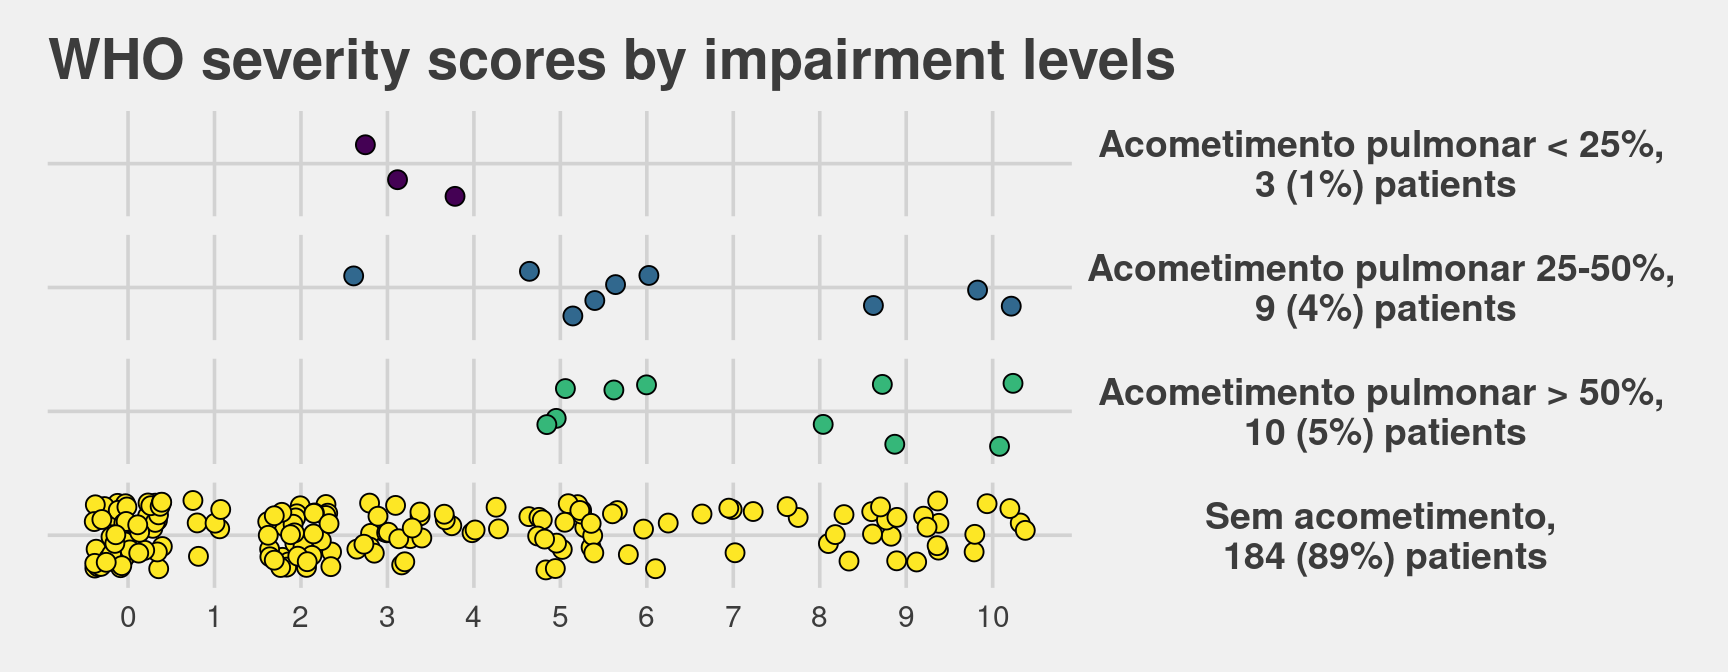 WHO severity scores by impairment levels
Acometimento pulmonar < 25%,
3 (1%) patients
Acometimento pulmonar 25-50%,
9 (4%) patients
Acometimento pulmonar > 50%,
10 (5%) patients
Sem acometimento,
184 (89%) patients
0 1 2 3 4 5 6 7 8 9 10